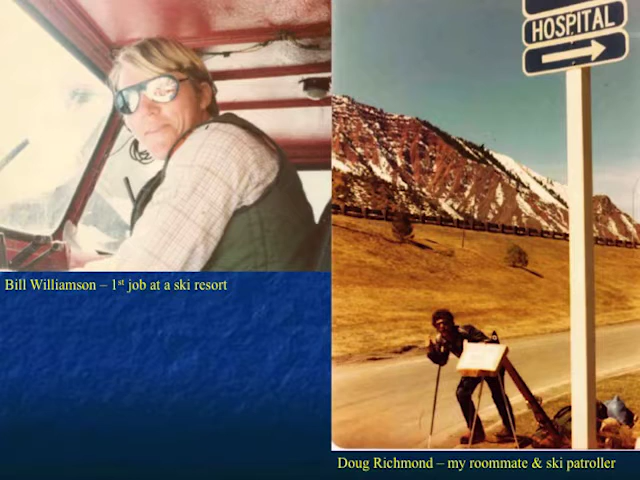 HOSPITAL
Bill Williamson – 1st job at a ski resort
Doug Richmond – my roommate & ski patroller